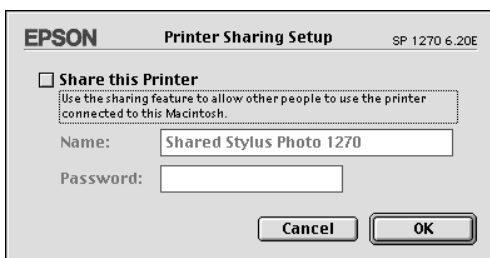 EPSON Printer Sharing Setup SP 1270 6.20E
Share this Printer
Use the sharing feature to allow other people to use the printer
connected to this Macintosh.
Name: Shared Stylus Photo 1270
Password:
Cancel OK